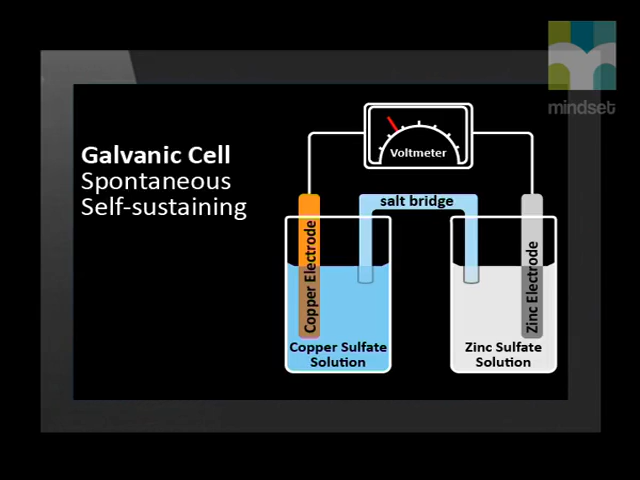 mindset
Galvanic Cell
Spontaneous
Self-sustaining
Voltmeter
salt bridge
Copper Electrode
Zinc Electrode
Copper Sulfate
Solution
Zinc Sulfate
Solution